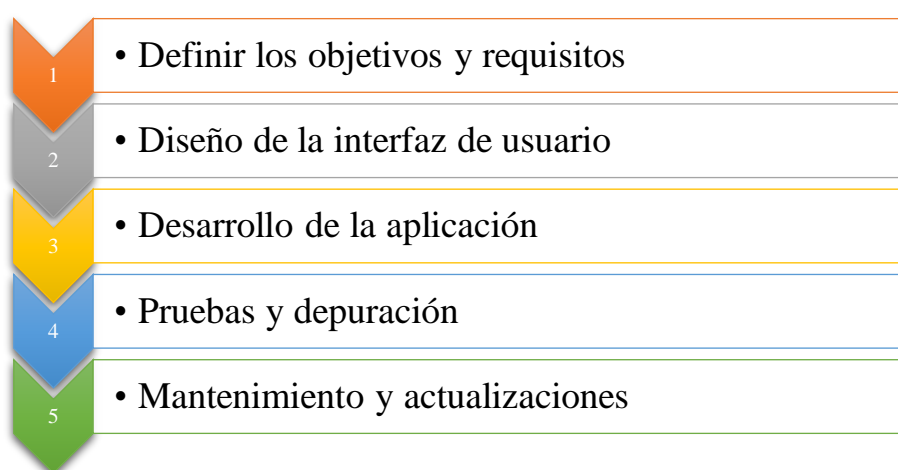 1
• Definir los objetivos y requisitos
2
• Diseño de la interfaz de usuario
3
• Desarrollo de la aplicación
4
• Pruebas y depuración
5
• Mantenimiento y actualizaciones